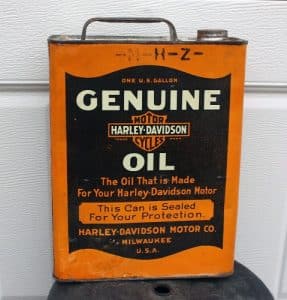 -N-H-Z-
ONE U.S. GALLON
GENUINE
MOTOR
HARLEY-DAVIDSON
CYCLES
OIL
The Oil That is Made
For Your Harley-Davidson Motor
This Can is Sealed
For Your Protection.
HARLEY-DAVIDSON MOTOR CO.
MILWAUKEE
U.S.A.